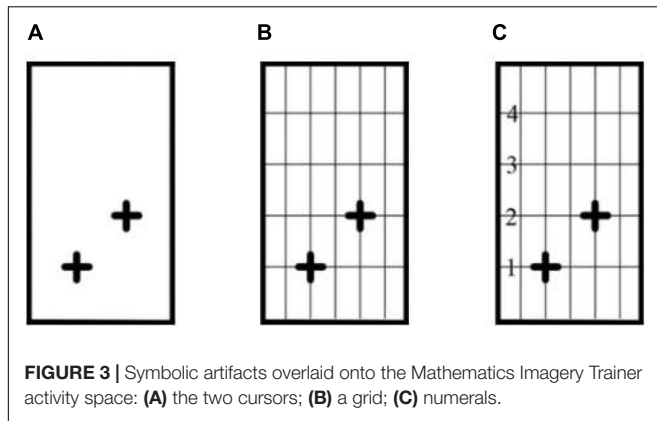 A
B
C
4
3
2
1
FIGURE 3 | Symbolic artifacts overlaid onto the Mathematics Imagery Trainer
activity space: (A) the two cursors; (B) a grid; (C) numerals.